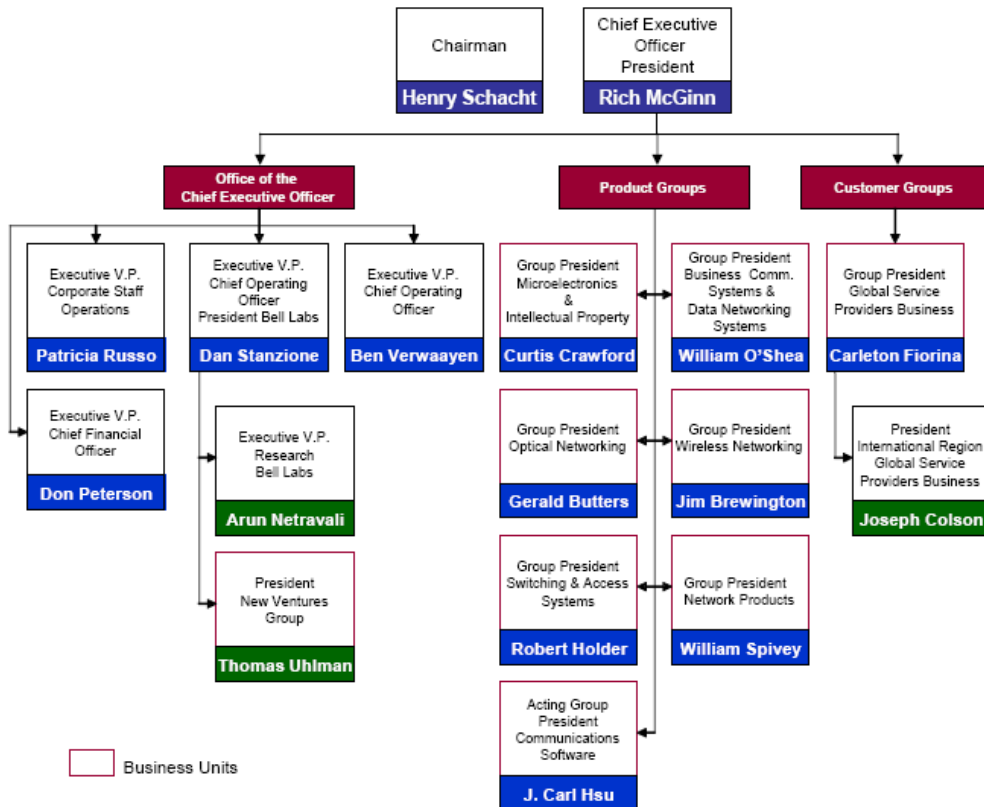 Chairman
Henry Schacht
Chief Executive
Officer
President
Rich McGinn
Office of the
Chief Executive Officer
Product Groups
Customer Groups
Executive V.P.
Corporate Staff
Operations
Patricia Russo
Executive V.P.
Chief Operating
Officer
President Bell Labs
Dan Stanzione
Executive V.P.
Chief Operating
Officer
Ben Verwaayen
Group President
Microelectronics
&
Intellectual Property
Curtis Crawford
Group President
Business Comm.
Systems &
Data Networking
Systems
William O'Shea
Group President
Global Service
Providers Business
Carleton Fiorina
Executive V.P.
Chief Financial
Officer
Don Peterson
Executive V.P.
Research
Bell Labs
Arun Netravali
Group President
Optical Networking
Gerald Butters
Group President
Wireless Networking
Jim Brewington
President
International Region
Global Service
Providers Business
Joseph Colson
President
New Ventures
Group
Thomas Uhlman
Group President
Switching & Access
Systems
Robert Holder
Group President
Network Products
William Spivey
Acting Group
President
Communications
Software
J. Carl Hsu
Business Units